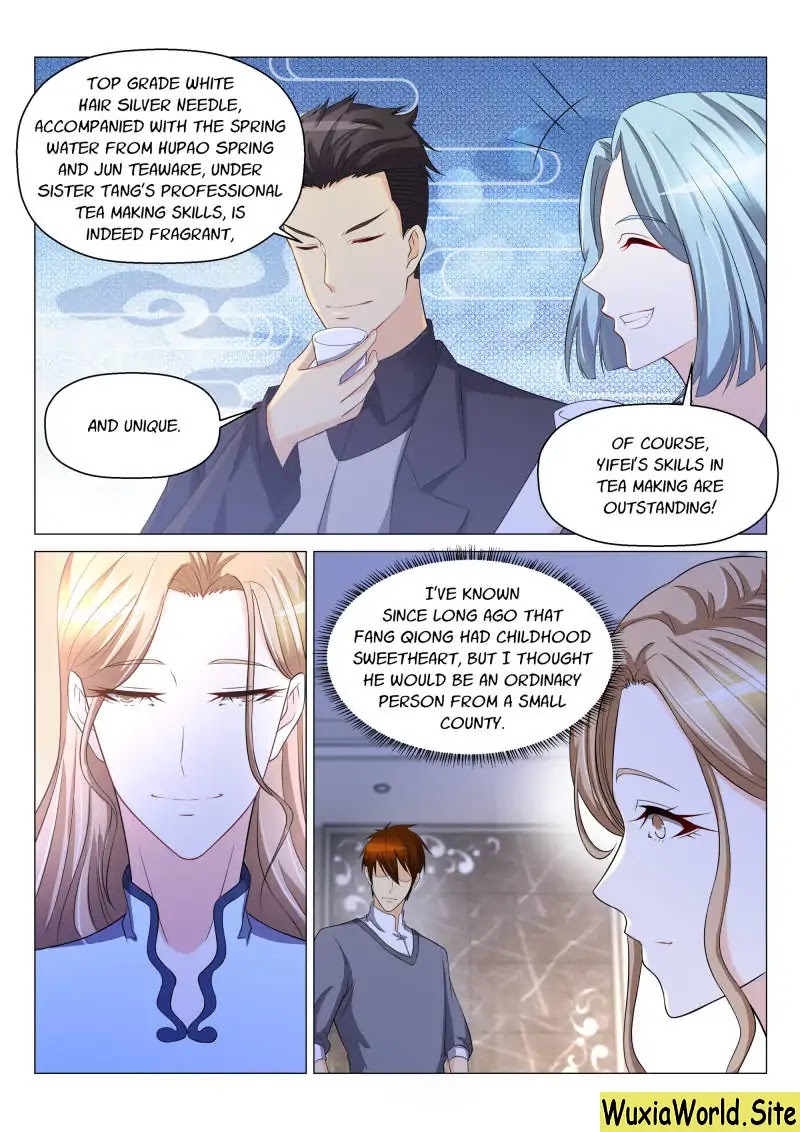 TOP GRADE WHITE
HAIR SILVER NEEDLE,
ACCOMPANIED WITH THE SPRING
WATER FROM HUPAO SPRING
AND JUN TEAWARE, UNDER
SISTER TANG'S PROFESSIONAL
TEA MAKING SKILLS, IS
INDEED FRAGRANT,
AND UNIQUE.
OF COURSE,
YIFEI'S SKILLS IN
TEA MAKING ARE
OUTSTANDING!
I'VE KNOWN
SINCE LONG AGO THAT
FANG QIONG HAD CHILDHOOD
SWEETHEART, BUT I THOUGHT
HE WOULD BE AN ORDINARY
PERSON FROM A SMALL
COUNTY.
WuxiaWorld.Site